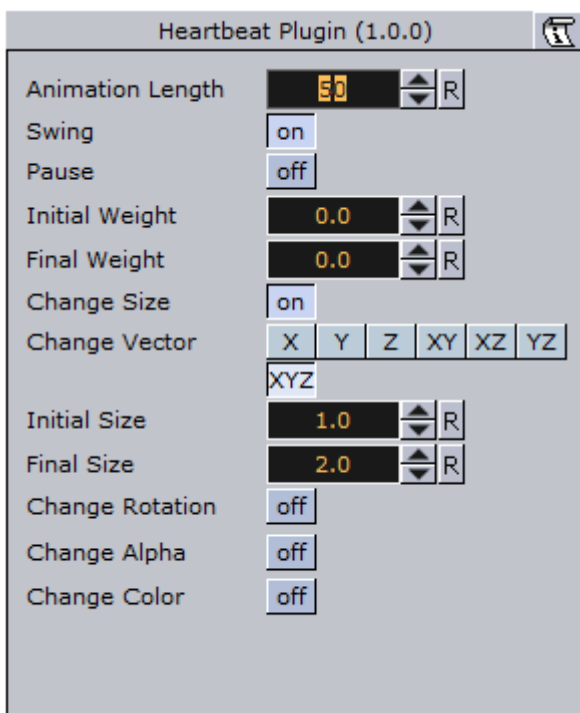 Heartbeat Plugin (1.0.0)
Animation Length 50 R
Swing on
Pause off
Initial Weight 0.0 R
Final Weight 0.0 R
Change Size on
Change Vector X Y Z XY XZ YZ
XYZ
Initial Size 1.0 R
Final Size 2.0 R
Change Rotation off
Change Alpha off
Change Color off